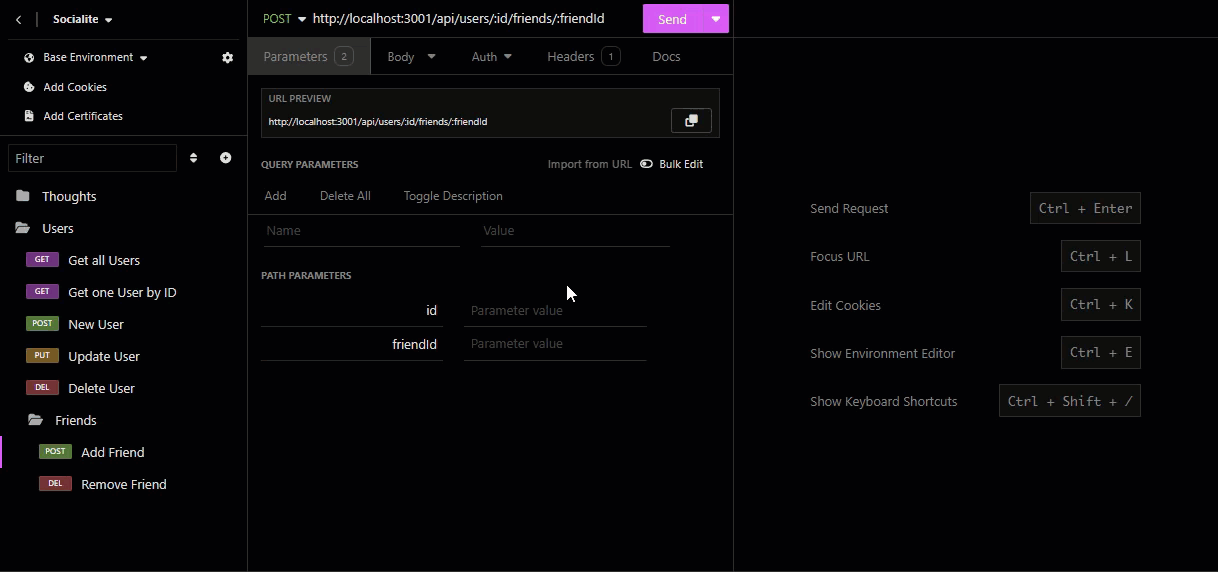 Socialite
Base Environment
Add Cookies
Add Certificates
Filter
Thoughts
Users
GET Get all Users
GET Get one User by ID
POST New User
PUT Update User
DEL Delete User
Friends
POST Add Friend
DEL Remove Friend
POST http://localhost:3001/api/users/:id/friends/:friendId Send
Parameters 2 Body Auth Headers 1 Docs
URL PREVIEW
http://localhost:3001/api/users/:id/friends/:friendId
QUERY PARAMETERS Import from URL Bulk Edit
Add Delete All Toggle Description
Name Value
PATH PARAMETERS
id Parameter value
friendId Parameter value
Send Request Ctrl + Enter
Focus URL Ctrl + L
Edit Cookies Ctrl + K
Show Environment Editor Ctrl + E
Show Keyboard Shortcuts Ctrl + Shift + /